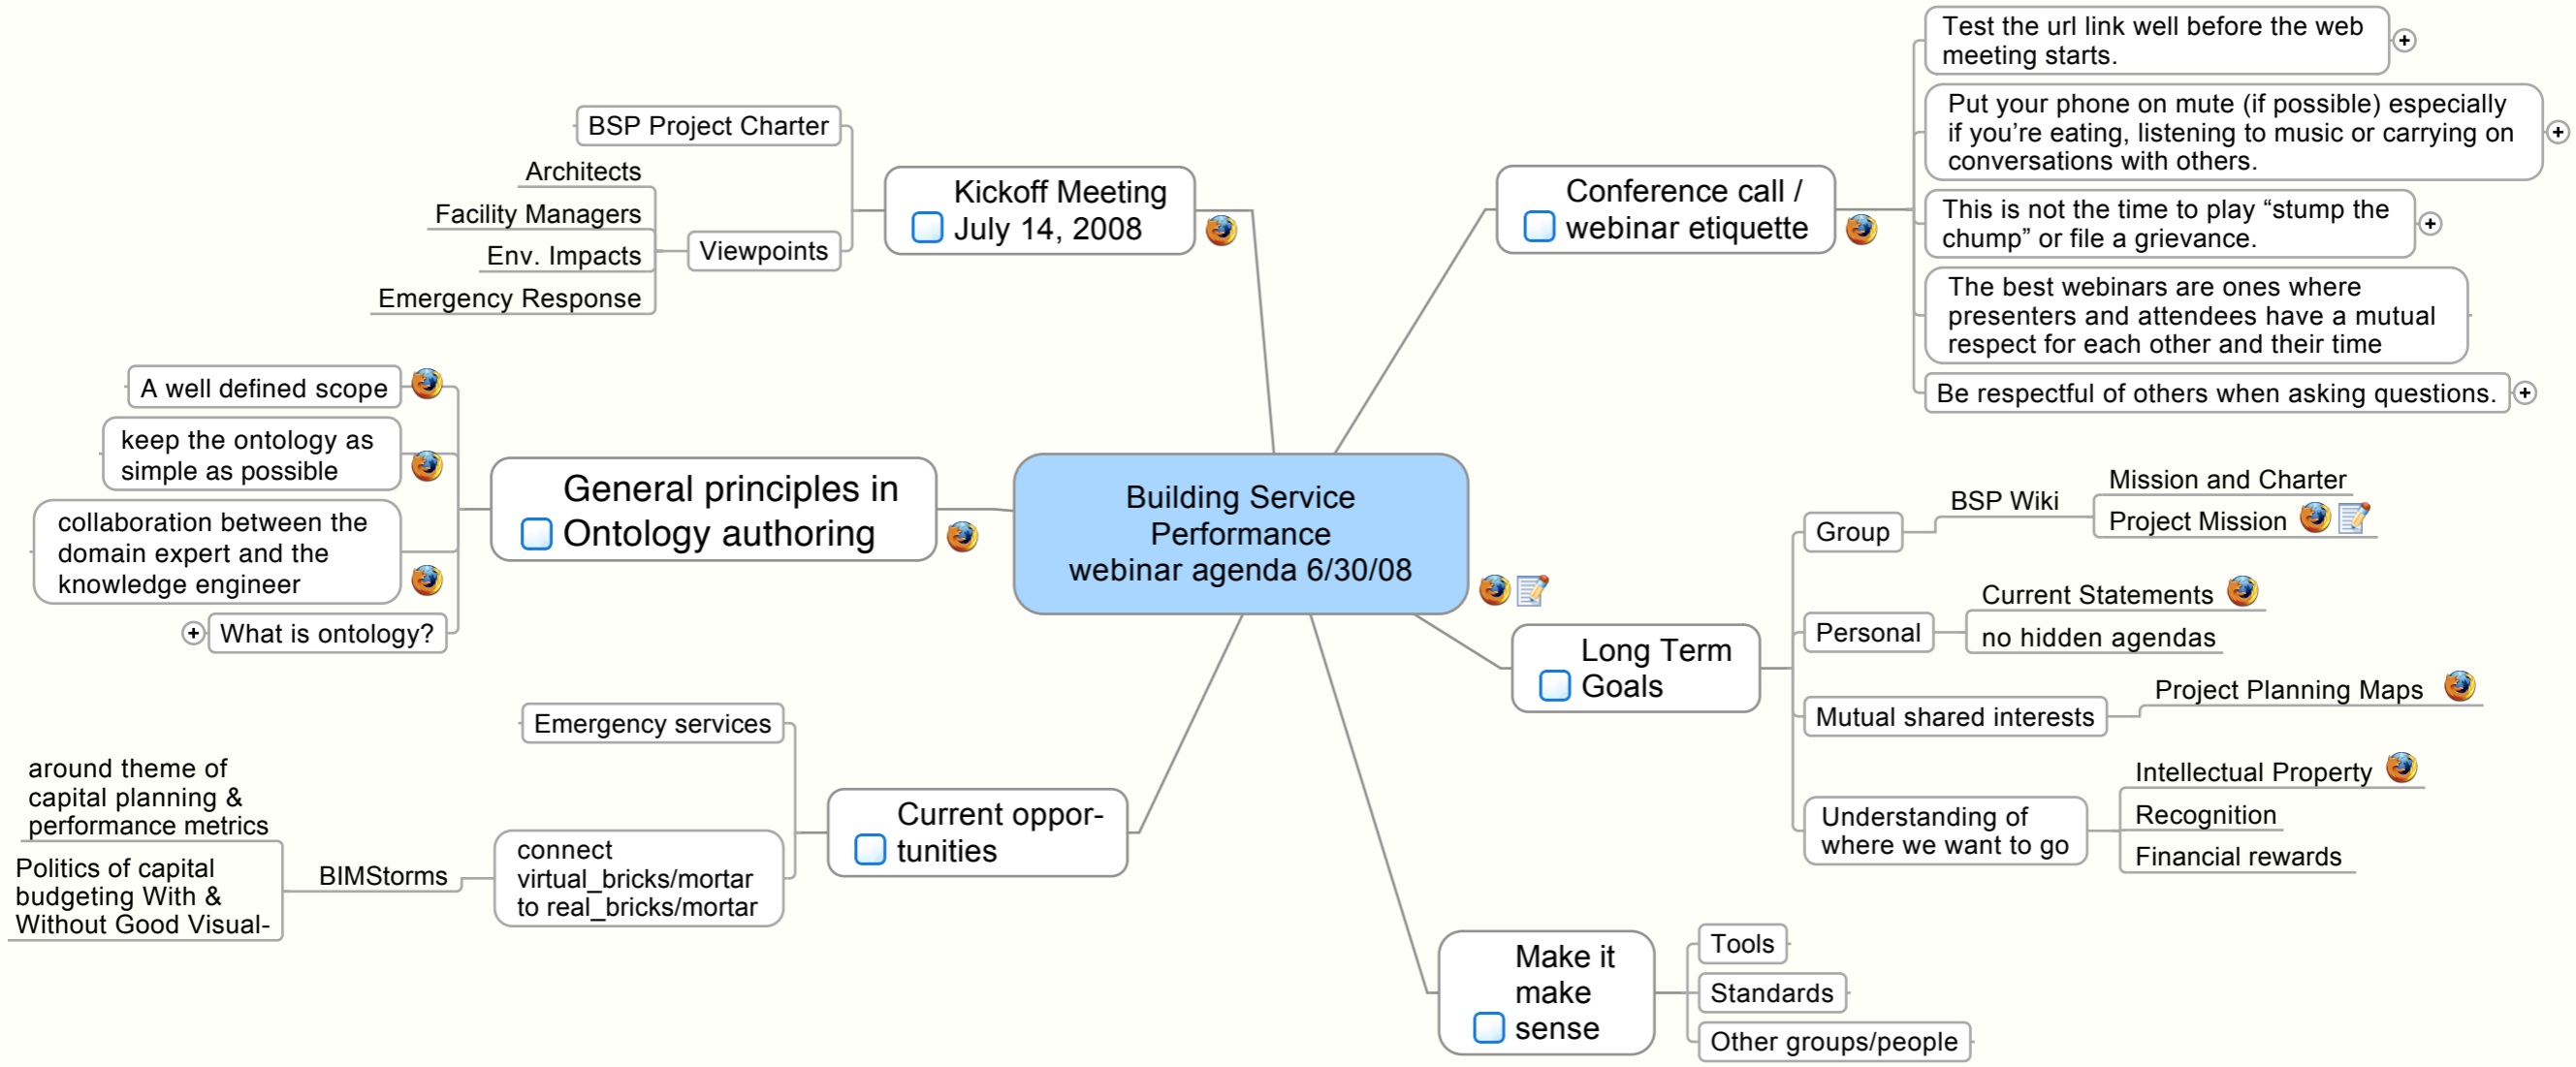 Building Service
Performance
webinar agenda 6/30/08
Conference call /
webinar etiquette
Test the url link well before the web
meeting starts.
Put your phone on mute (if possible) especially
if you’re eating, listening to music or carrying on
conversations with others.
This is not the time to play “stump the
chump” or file a grievance.
The best webinars are ones where
presenters and attendees have a mutual
respect for each other and their time
Be respectful of others when asking questions.
Long Term
Goals
Group
BSP Wiki
Mission and Charter
Project Mission
Personal
Current Statements
no hidden agendas
Mutual shared interests
Project Planning Maps
Understanding of
where we want to go
Intellectual Property
Recognition
Financial rewards
Make it
make
sense
Tools
Standards
Other groups/people
Current oppor-
tunities
Emergency services
connect
virtual_bricks/mortar
to real_bricks/mortar
BIMStorms
around theme of
capital planning &
performance metrics
Politics of capital
budgeting With &
Without Good Visual-
General principles in
Ontology authoring
A well defined scope
keep the ontology as
simple as possible
collaboration between the
domain expert and the
knowledge engineer
What is ontology?
Kickoff Meeting
July 14, 2008
BSP Project Charter
Viewpoints
Architects
Facility Managers
Env. Impacts
Emergency Response